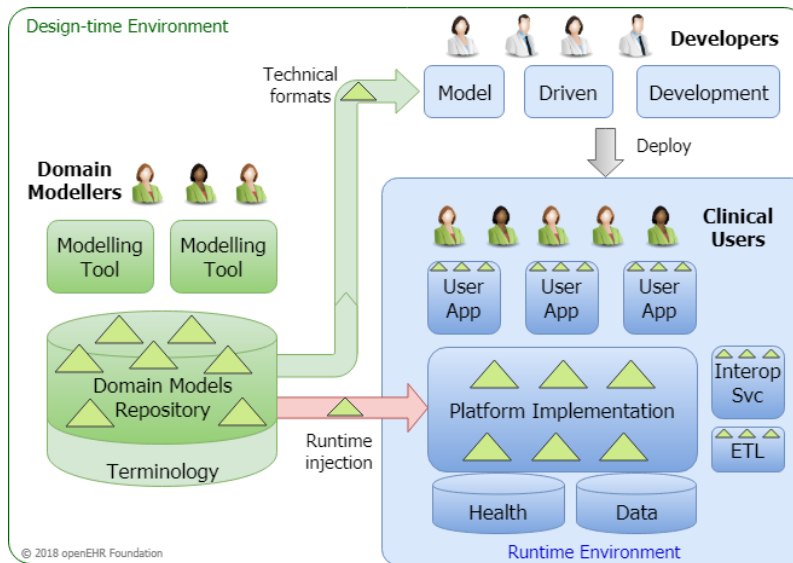 Design-time Environment
Developers
Technical
formats
Model
Driven
Development
Deploy
Domain
Modellers
Modelling
Tool
Modelling
Tool
Clinical
Users
User
App
User
App
User
App
Domain Models
Repository
Terminology
Runtime
injection
Platform Implementation
Interop
Svc
ETL
Health
Data
© 2018 openEHR Foundation
Runtime Environment